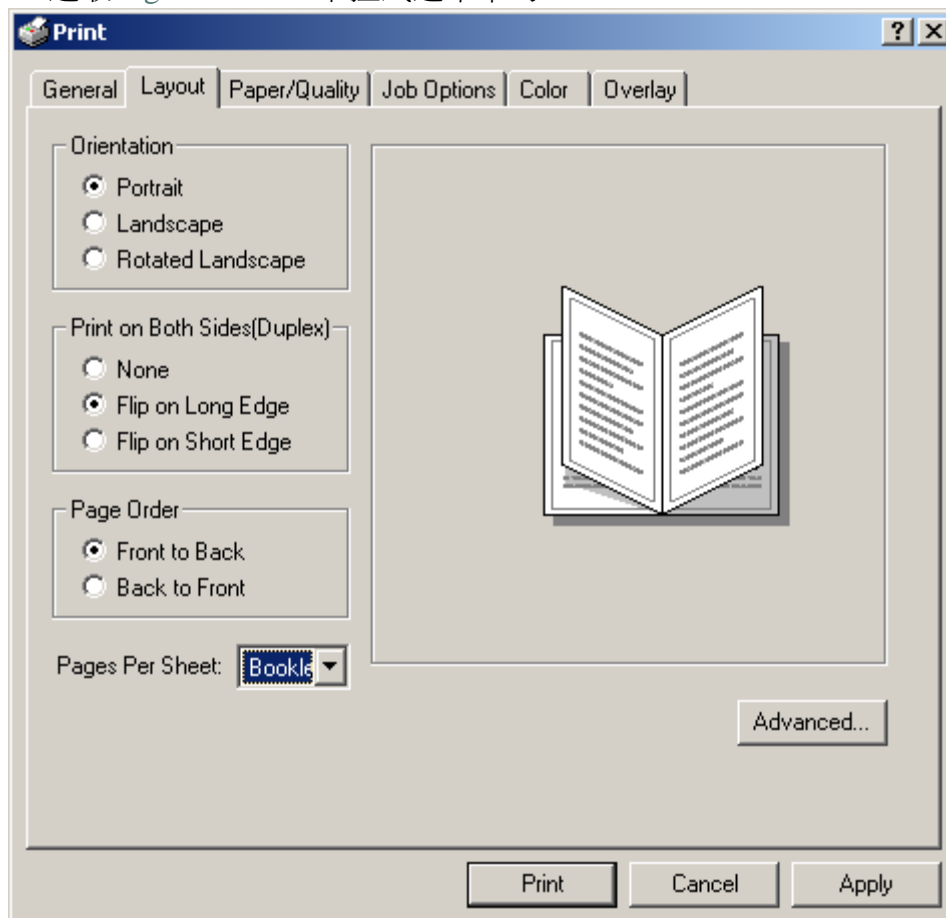 Print
General Layout Paper/Quality Job Options Color Overlay
Orientation
Portrait
Landscape
Rotated Landscape
Print on Both Sides(Duplex)
None
Flip on Long Edge
Flip on Short Edge
Page Order
Front to Back
Back to Front
Pages Per Sheet: Bookle
Advanced...
Print Cancel Apply